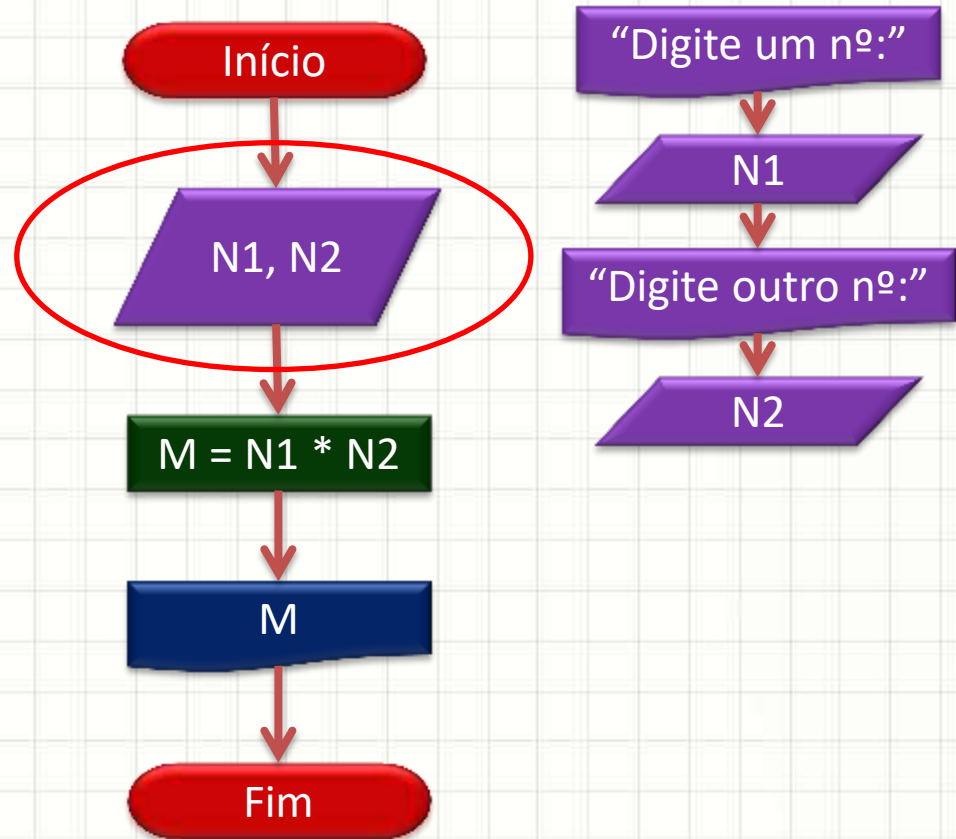 Início
N1, N2
M = N1 * N2
M
Fim
“Digite um nº:”
N1
“Digite outro nº:”
N2